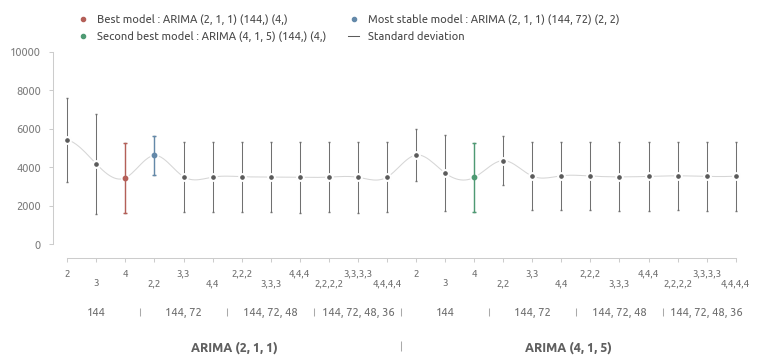 Best model : ARIMA (2, 1, 1) (144,) (4,)
Most stable model : ARIMA (2, 1, 1) (144, 72) (2, 2)
Second best model : ARIMA (4, 1, 5) (144,) (4,)
Standard deviation
10000
8000
6000
4000
2000
0
2 4 3,3 2,2,2 4,4,4 3,3,3,3 2 4 3,3 2,2,2 4,4,4 3,3,3,3
3 2,2 4,4 3,3,3 2,2,2,2 4,4,4,4 3 2,2 4,4 3,3,3 2,2,2,2 4,4,4,4
144 | 144, 72 | 144, 72, 48 | 144, 72, 48, 36 | 144 | 144, 72 | 144, 72, 48 | 144, 72, 48, 36
ARIMA (2, 1, 1) | ARIMA (4, 1, 5)